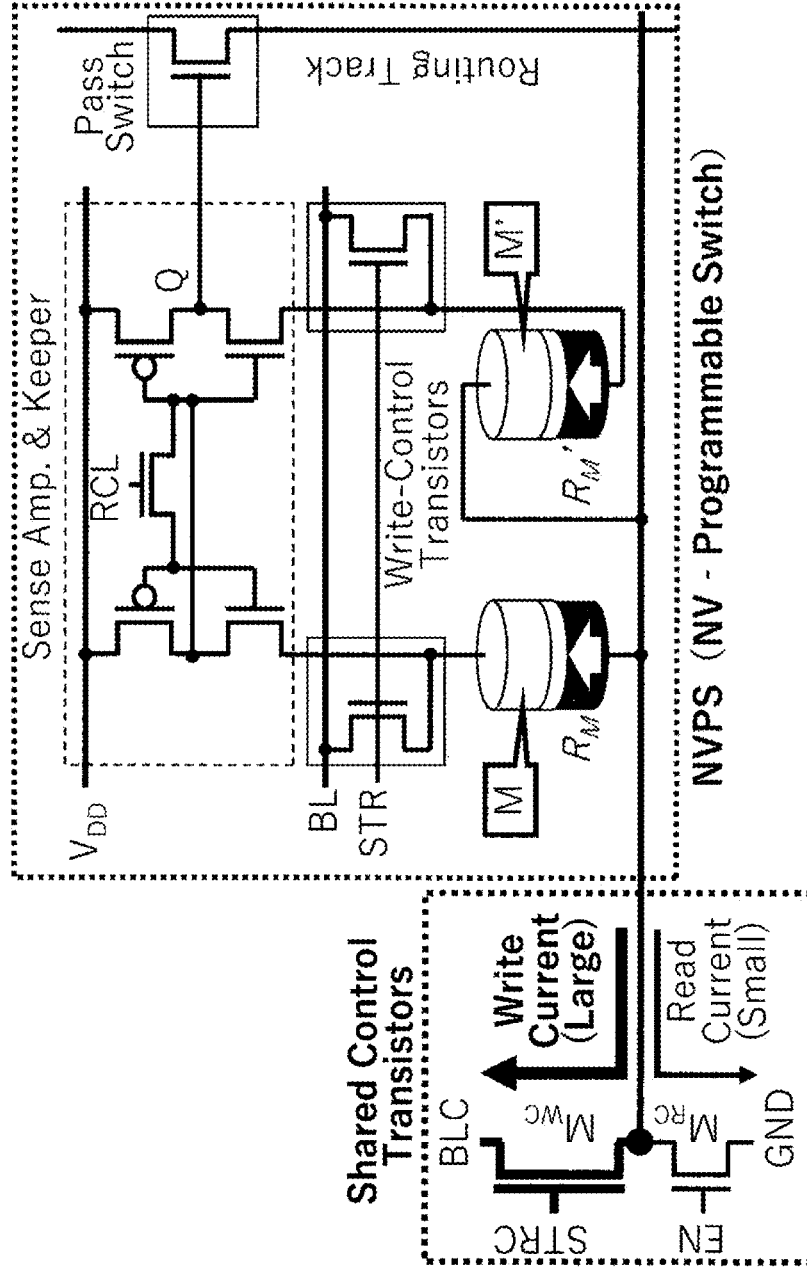 Sense Amp. & Keeper
Pass
Switch
V_DD
RCL
Q
Routing Track
BL
STR
Write-Control
Transistors
M
R_M
M'
R_M'
NVPS (NV - Programmable Switch)
Shared Control
Transistors
BLC
STRC
M_WC
Write
Current
(Large)
Read
Current
(Small)
M_RC
EN
GND